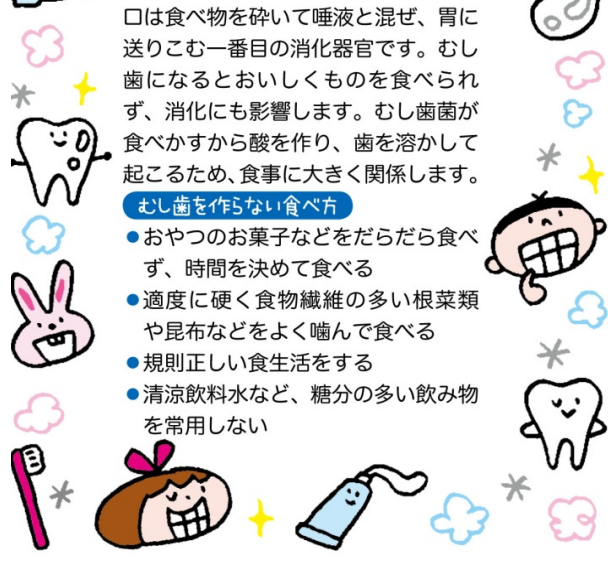 口は食べ物を砕いて唾液と混ぜ、胃に
送りこむ一番目の消化器官です。むし
歯になるとおいしくものを食べられ
ず、消化にも影響します。むし歯菌が
食べかすから酸を作り、歯を溶かして
起こるため、食事に大きく関係します。
むし歯を作らない食べ方
●おやつのお菓子などをだらだら食べ
ず、時間を決めて食べる
●適度に硬く食物繊維の多い根菜類
や昆布などをよく噛んで食べる
●規則正しい食生活をする
●清涼飲料水など、糖分の多い飲み物
を常用しない